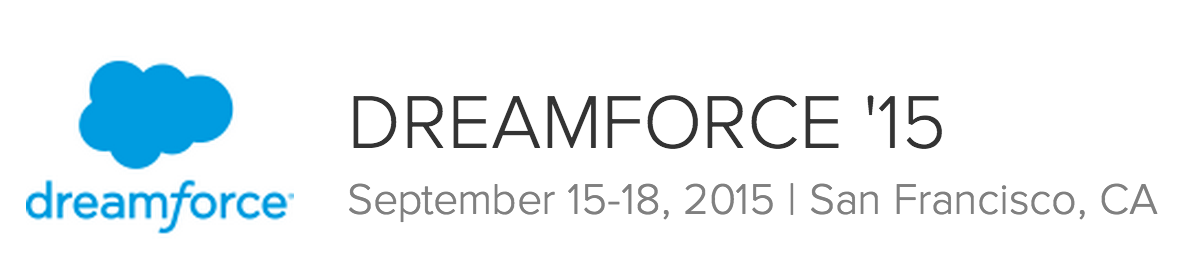 DREAMFORCE '15
dreamforce
September 15-18, 2015 | San Francisco, CA